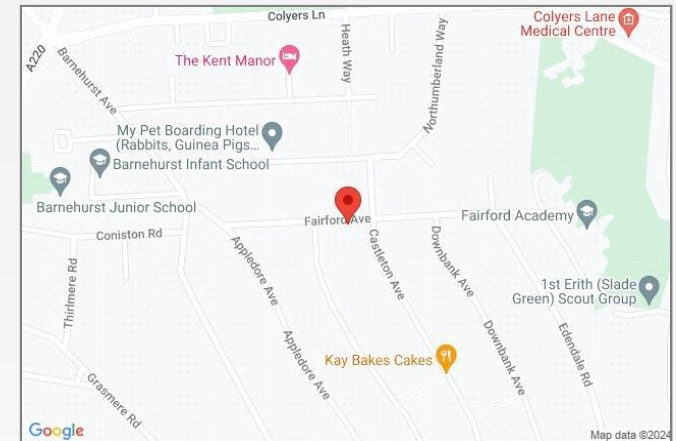 Colyers Ln
Colyers Lane
Medical Centre
A220
Heath Way
Northumberland Way
The Kent Manor
Barnehurst Ave
My Pet Boarding Hotel
(Rabbits, Guinea Pigs...
Barnehurst Infant School
Barnehurst Junior School
Fairford Ave
Fairford Academy
Coniston Rd
Thirlmere Rd
Appledore Ave
Castleton Ave
Downbank Ave
1st Erith (Slade
Green) Scout Group
Appledore Ave
Downbank Ave
Edendale Rd
Kay Bakes Cakes
Grasmere Rd
Google
Map data ©2024